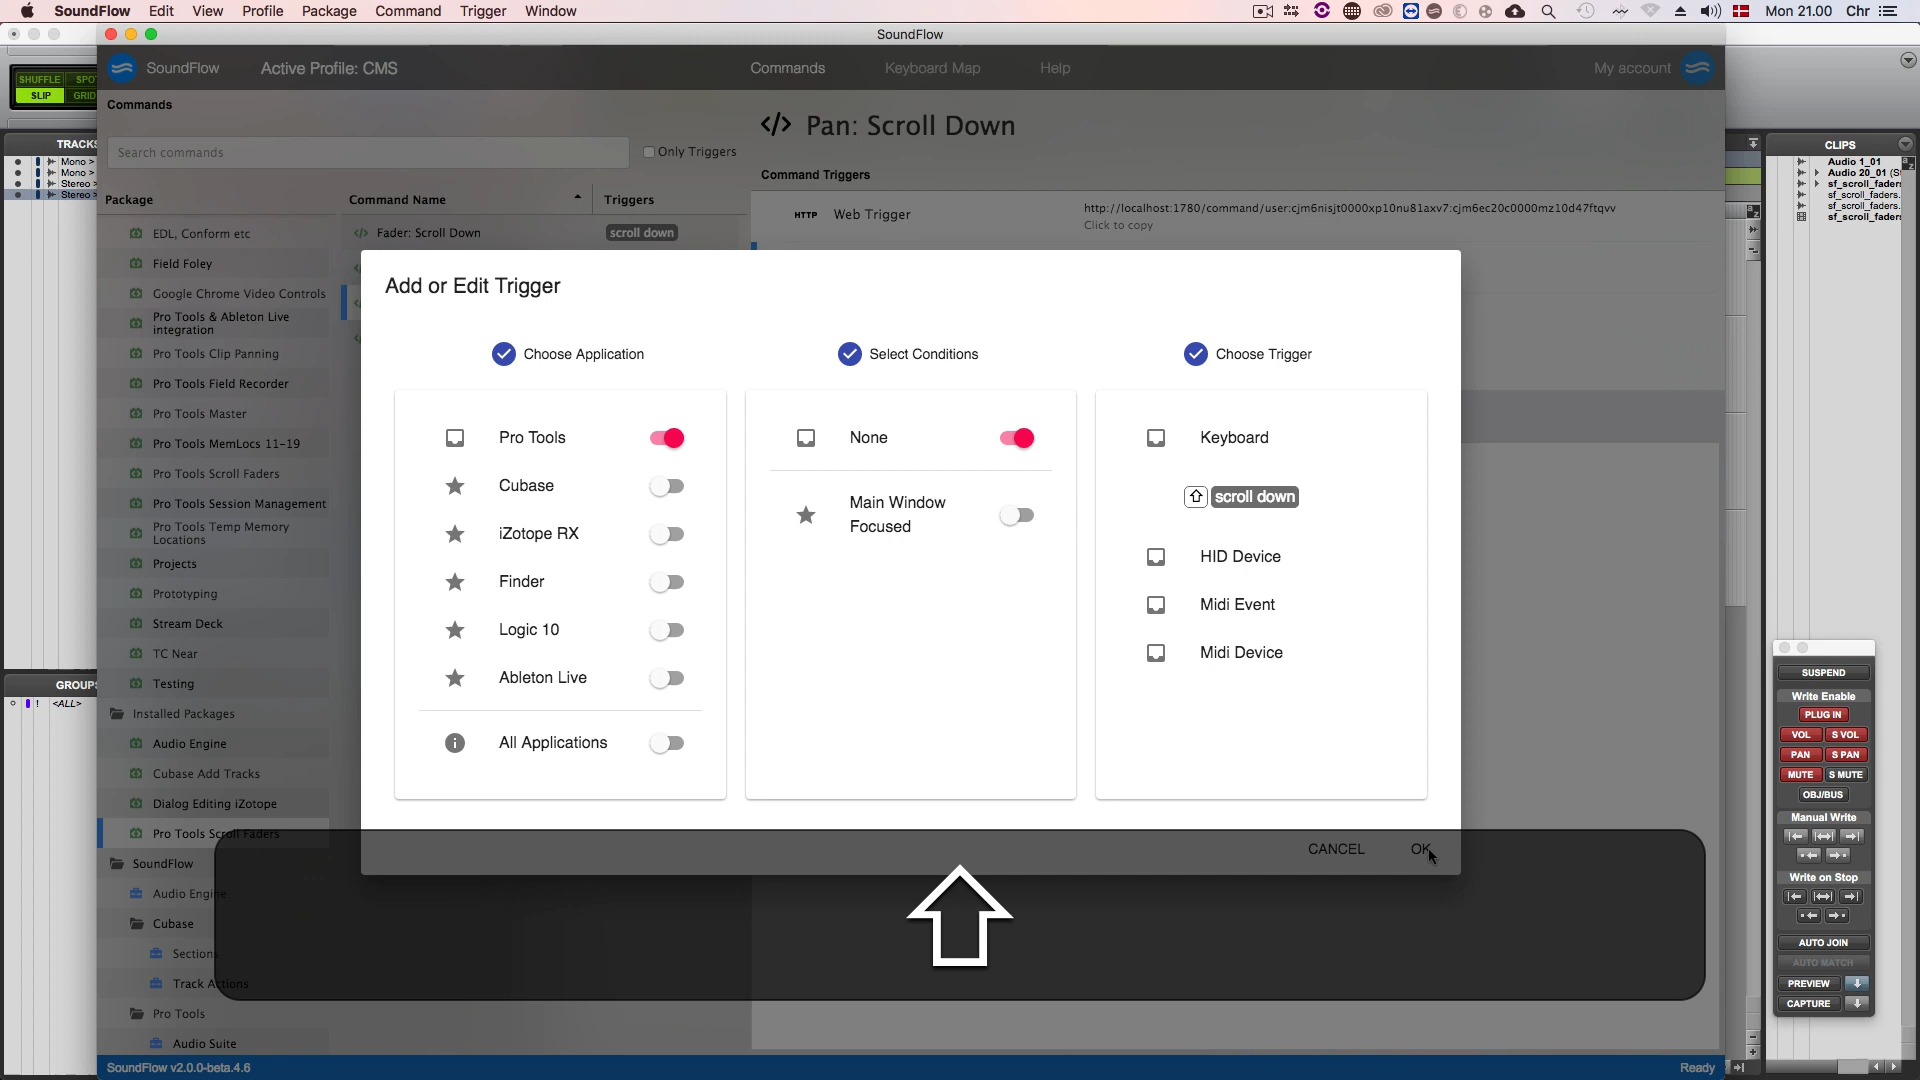 SoundFlow Edit View Profile Package Command Trigger Window
Mon 21.00 Chr
SoundFlow
SHUFFLE SPO
SLIP GRID
SoundFlow Active Profile: CMS Commands Keyboard Map Help My account
Commands
Search commands Only Triggers
Package Command Name Triggers
EDL, Conform etc
Field Foley
Google Chrome Video Controls
Pro Tools & Ableton Live integration
Pro Tools Clip Panning
Pro Tools Field Recorder
Pro Tools Master
Pro Tools MemLocs 11-19
Pro Tools Scroll Faders
Pro Tools Session Management
Pro Tools Temp Memory Locations
Projects
Prototyping
Stream Deck
TC Near
Testing
Installed Packages
Audio Engine
Cubase Add Tracks
Dialog Editing iZotope
Pro Tools Scroll Faders
SoundFlow
Audio Engine
Cubase
Sections
Track Actions
Pro Tools
Audio Suite
Fader: Scroll Down scroll down
</> Pan: Scroll Down
Command Triggers
HTTP Web Trigger http://localhost:1780/command/user:cjm6nisjt0000xp10nu81axv7:cjm6ec20c0000mz10d47ftqvv
Click to copy
TRACKS
Mono >
Mono >
Stereo >
Stereo >
GROUPS
! <ALL>
Add or Edit Trigger
Choose Application
Pro Tools
Cubase
iZotope RX
Finder
Logic 10
Ableton Live
All Applications
Select Conditions
None
Main Window
Focused
Choose Trigger
Keyboard
scroll down
HID Device
Midi Event
Midi Device
CANCEL OK
CLIPS
Audio 1_01
Audio 20_01 (S
sf_scroll_faders
sf_scroll_faders.
sf_scroll_faders.
sf_scroll_faders
SUSPEND
Write Enable
PLUG IN
VOL S VOL
PAN S PAN
MUTE S MUTE
OBJ/BUS
Manual Write
Write on Stop
AUTO JOIN
AUTO MATCH
PREVIEW
CAPTURE
SoundFlow v2.0.0-beta.4.6 Ready